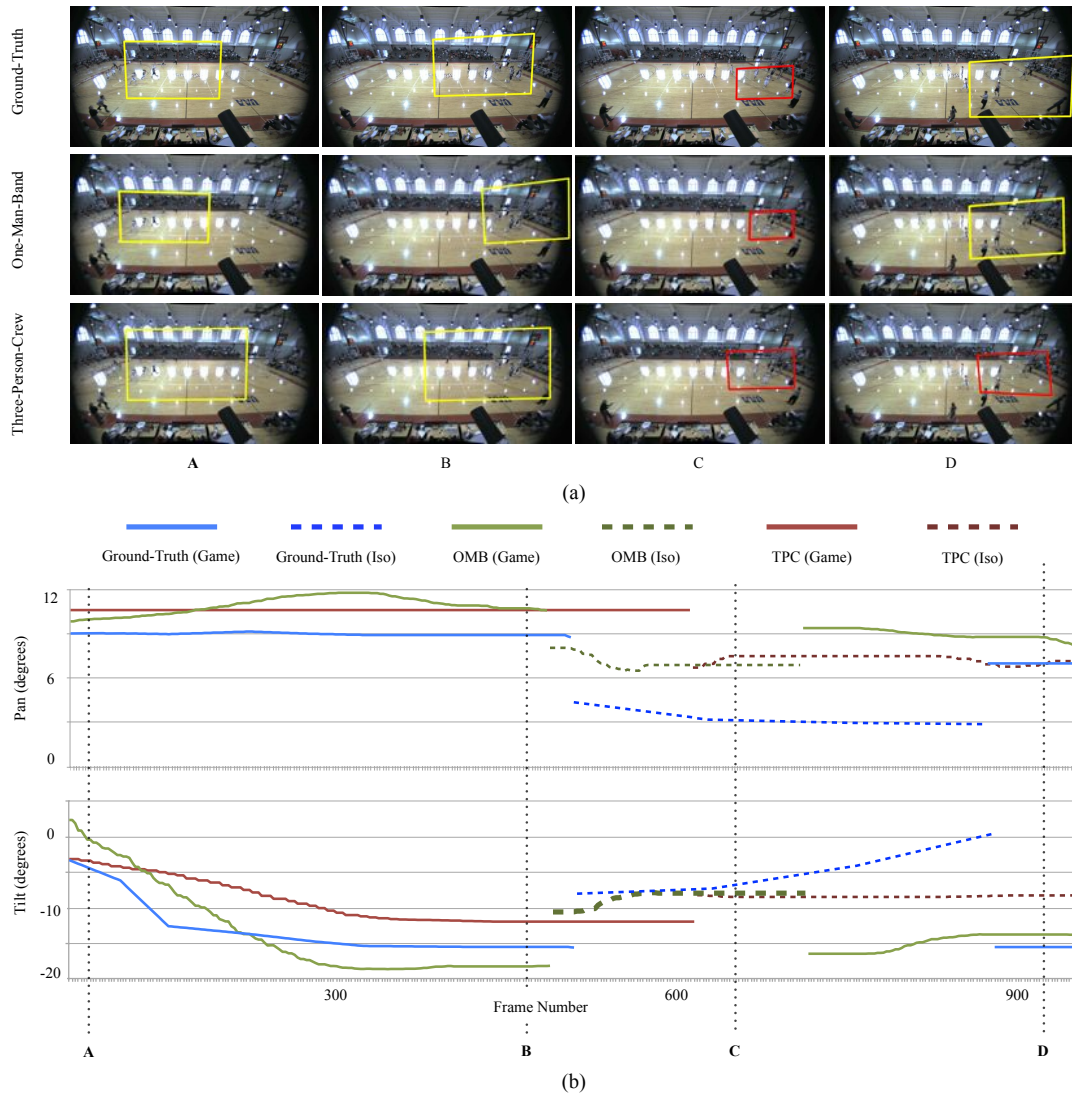 Ground-Truth
One-Man-Band
Three-Person-Crew
A
B
C
D
(a)
Ground-Truth (Game)
Ground-Truth (Iso)
OMB (Game)
OMB (Iso)
TPC (Game)
TPC (Iso)
12
6
0
Pan (degrees)
0
-10
-20
Tilt (degrees)
300
600
900
Frame Number
A
B
C
D
(b)